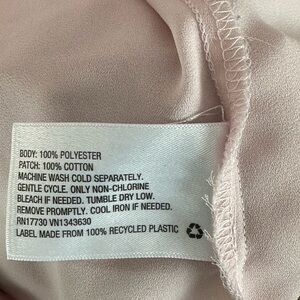 BODY: 100% POLYESTER
PATCH: 100% COTTON
MACHINE WASH COLD SEPARATELY.
GENTLE CYCLE. ONLY NON-CHLORINE
BLEACH IF NEEDED. TUMBLE DRY LOW.
REMOVE PROMPTLY. COOL IRON IF NEEDED.
RN17730 VN1343630
LABEL MADE FROM 100% RECYCLED PLASTIC